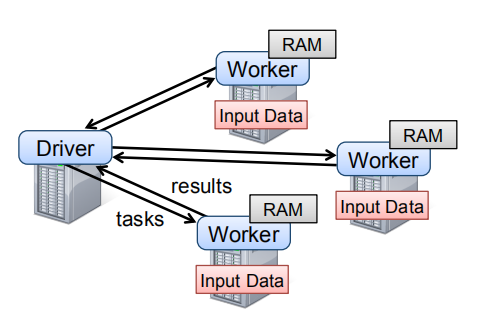 RAM
Worker
Input Data
Driver
RAM
Worker
Input Data
results
tasks
RAM
Worker
Input Data